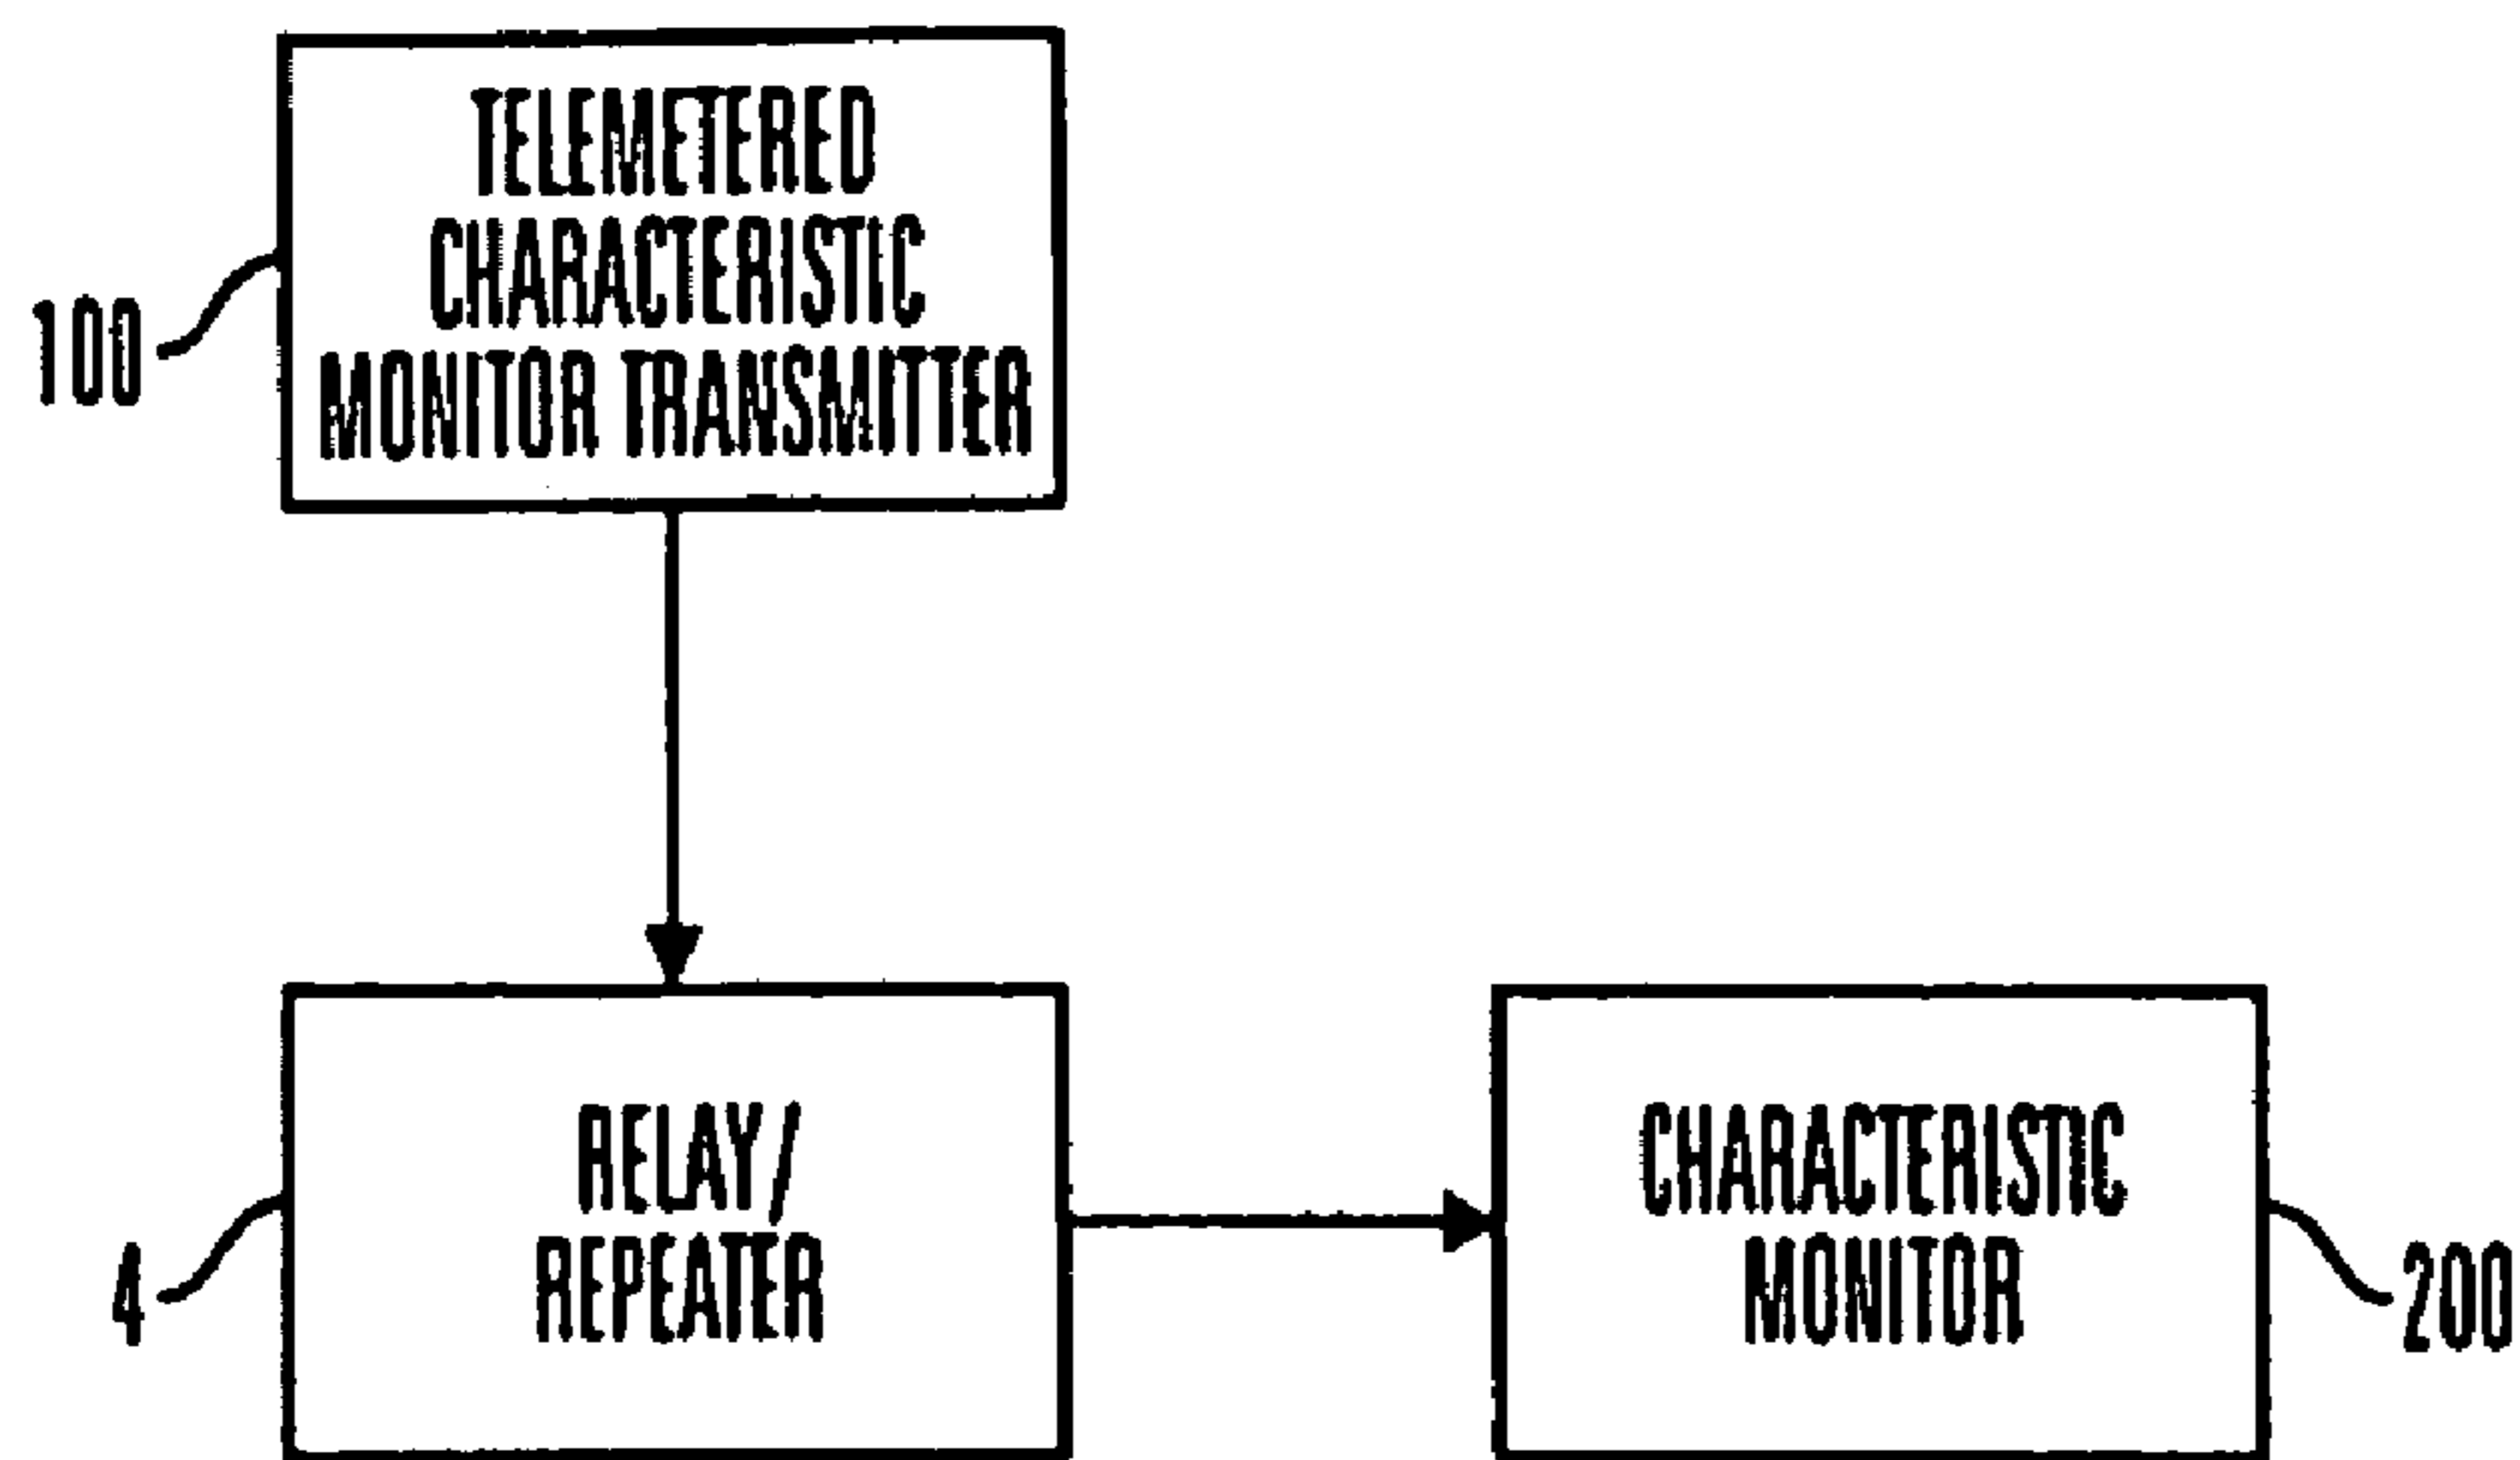 TELEMETERED
CHARACTERISTIC
MONITOR TRANSMITTER
100
RELAY/
REPEATER
4
CHARACTERISTIC
MONITOR
200